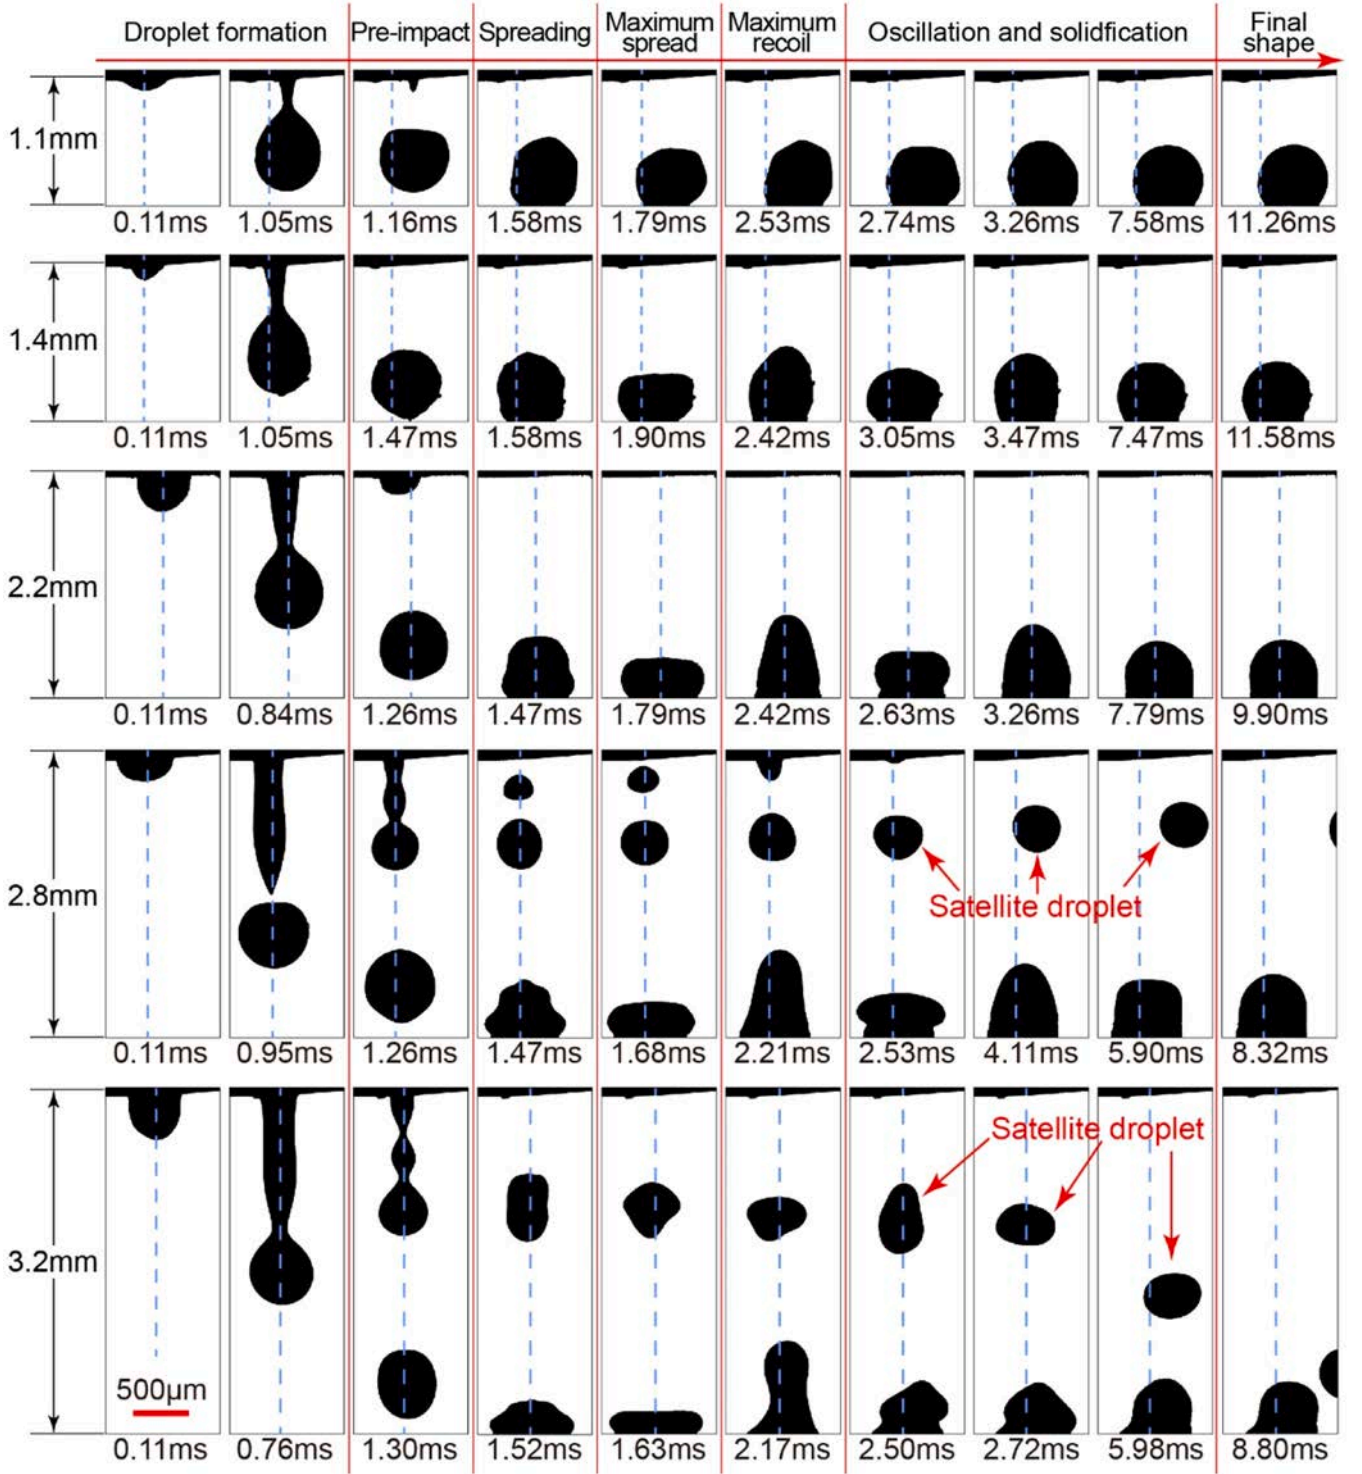 Droplet formation
Pre-impact
Spreading
Maximum
spread
Maximum
recoil
Oscillation and solidfication
Final
shape
1.1mm
0.11ms 1.05ms 1.16ms 1.58ms 1.79ms 2.53ms 2.74ms 3.26ms 7.58ms 11.26ms
1.4mm
0.11ms 1.05ms 1.47ms 1.58ms 1.90ms 2.42ms 3.05ms 3.47ms 7.47ms 11.58ms
2.2mm
0.11ms 0.84ms 1.26ms 1.47ms 1.79ms 2.42ms 2.63ms 3.26ms 7.79ms 9.90ms
2.8mm
Satellite droplet
0.11ms 0.95ms 1.26ms 1.47ms 1.68ms 2.21ms 2.53ms 4.11ms 5.90ms 8.32ms
Satellite droplet
3.2mm
500µm
0.11ms 0.76ms 1.30ms 1.52ms 1.63ms 2.17ms 2.50ms 2.72ms 5.98ms 8.80ms